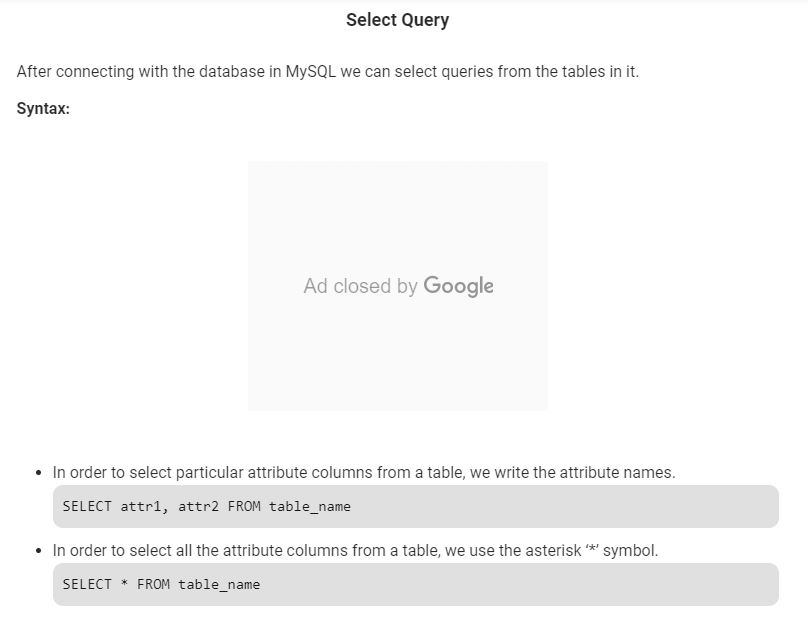 Select Query
After connecting with the database in MySQL we can select queries from the tables in it.
Syntax:
Ad closed by Google
• In order to select particular attribute columns from a table, we write the attribute names.
SELECT attr1, attr2 FROM table_name
• In order to select all the attribute columns from a table, we use the asterisk ‘*’ symbol.
SELECT * FROM table_name